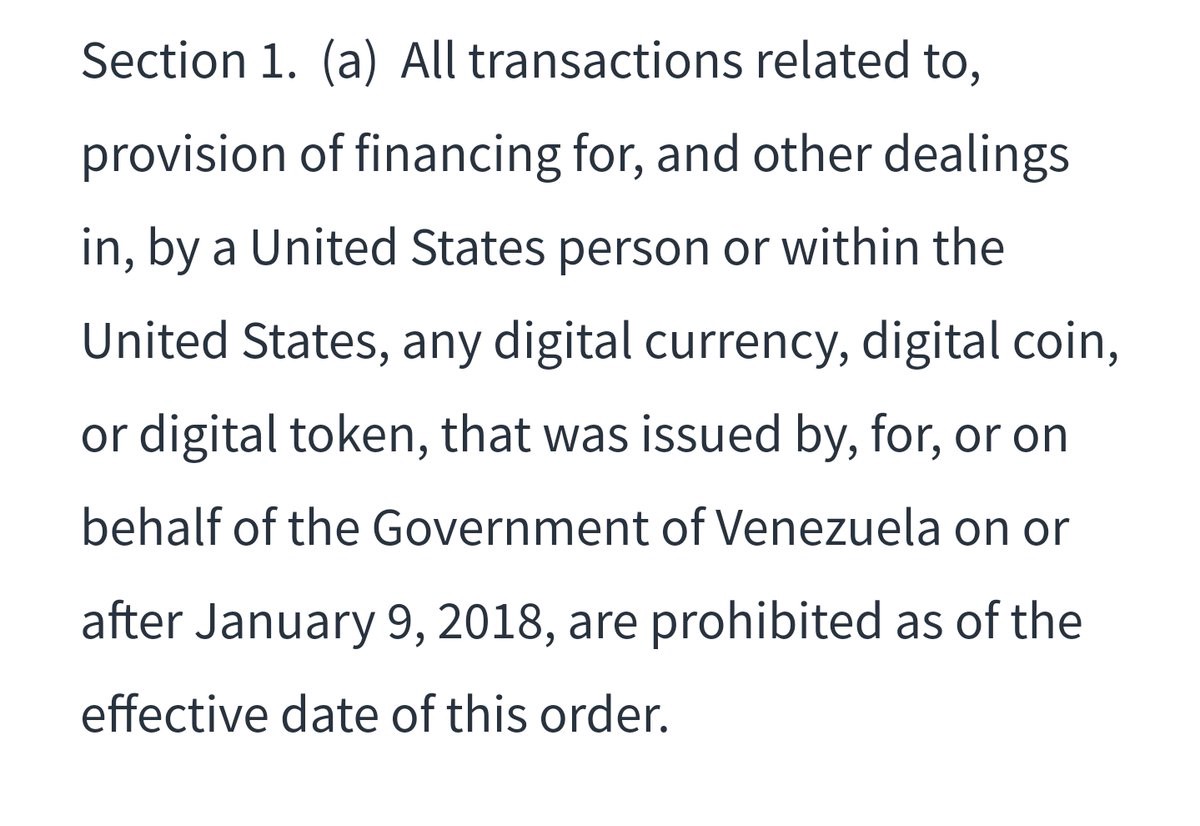 Section 1.  (a)  All transactions related to,
provision of financing for, and other dealings
in, by a United States person or within the
United States, any digital currency, digital coin,
or digital token, that was issued by, for, or on
behalf of the Government of Venezuela on or
after January 9, 2018, are prohibited as of the
effective date of this order.